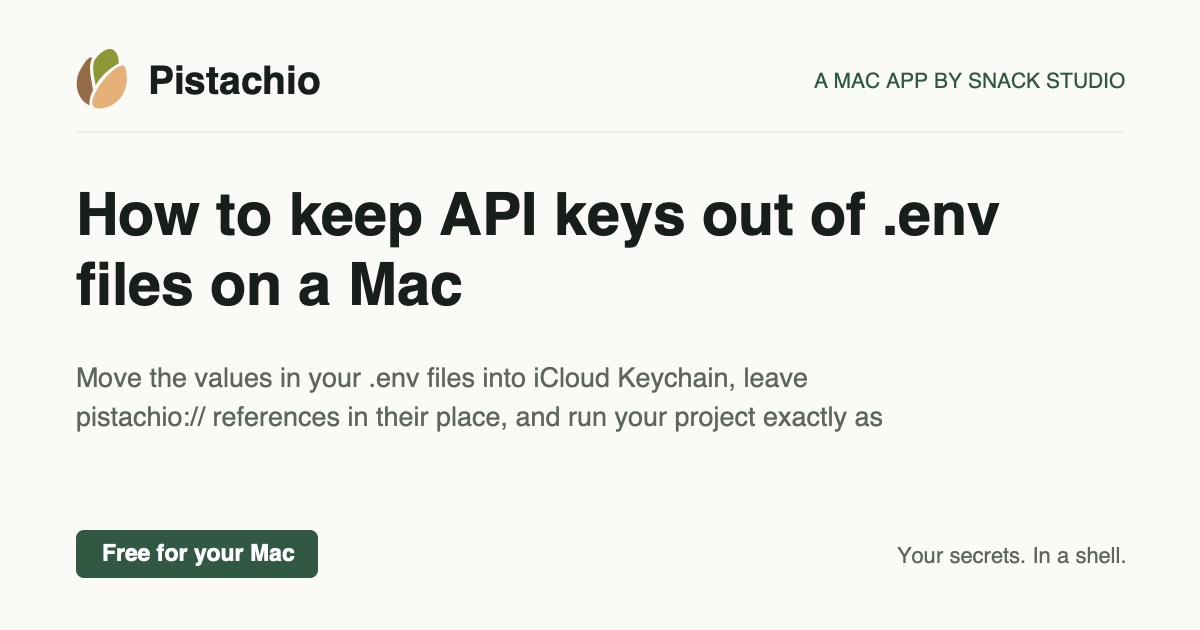 Pistachio
A MAC APP BY SNACK STUDIO
How to keep API keys out of .env
files on a Mac
Move the values in your .env files into iCloud Keychain, leave
pistachio:// references in their place, and run your project exactly as
Free for your Mac
Your secrets. In a shell.